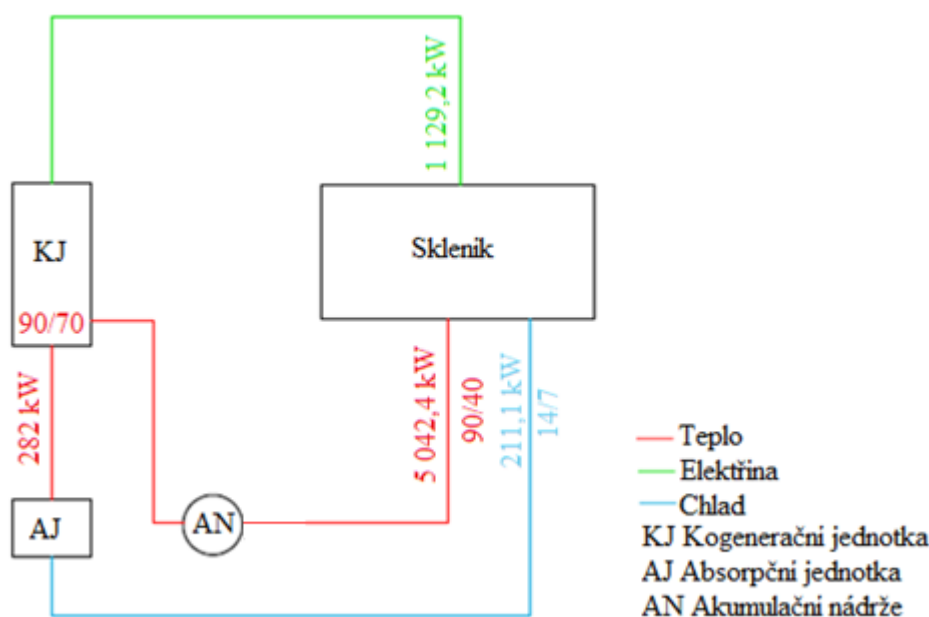 1 129,2 kW
KJ
Sklenik
90/70
282 kW
5 042,4 kW
90/40
211,1 kW
14/7
AJ
AN
Teplo
Elektřina
Chlad
KJ Kogenerační jednotka
AJ Absorpční jednotka
AN Akumulační nádrže